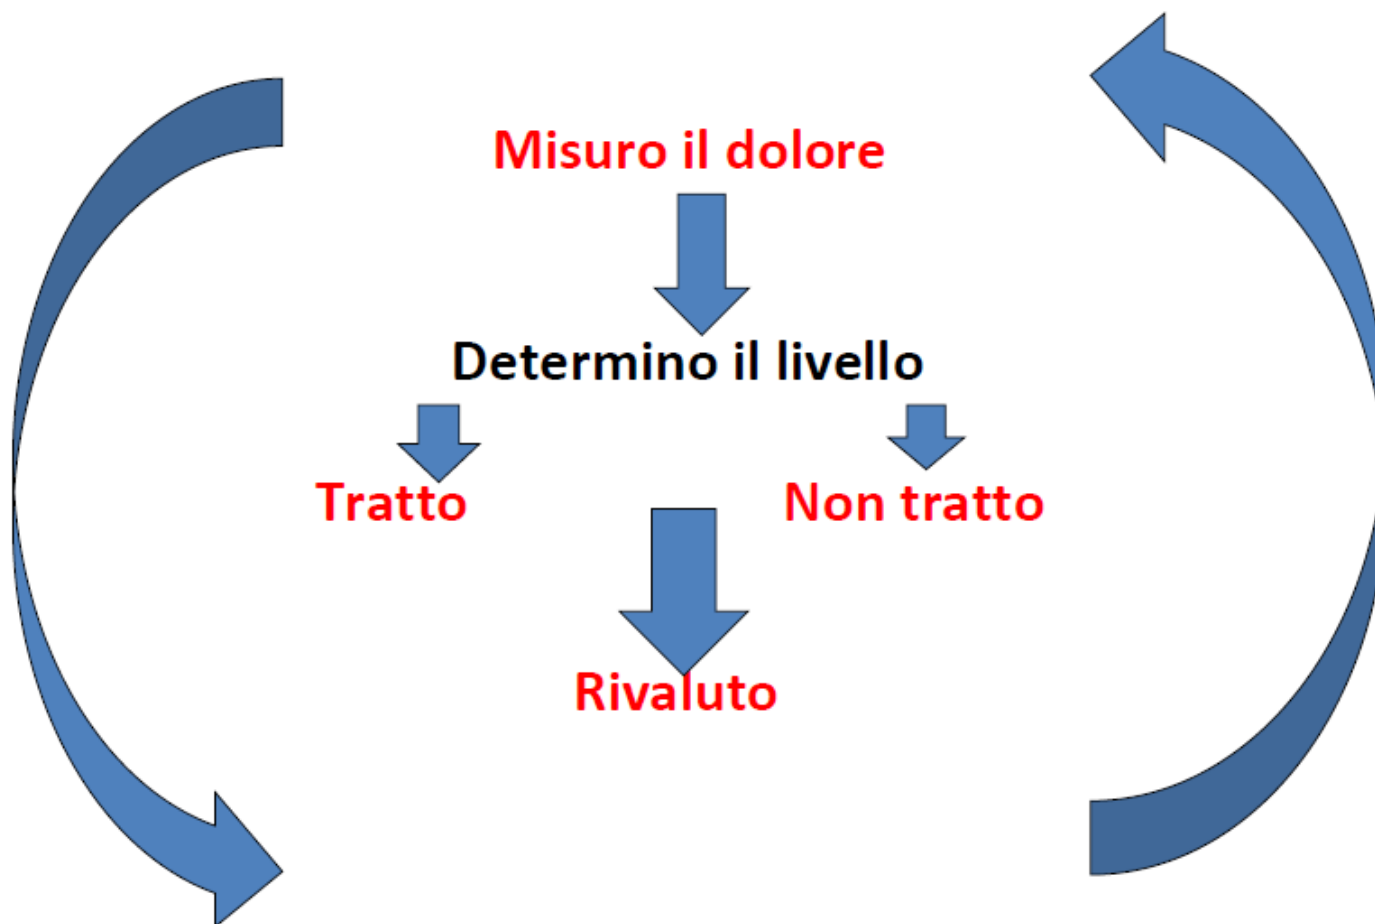 Misuro il dolore
Determino il livello
Tratto
Non tratto
Rivaluto